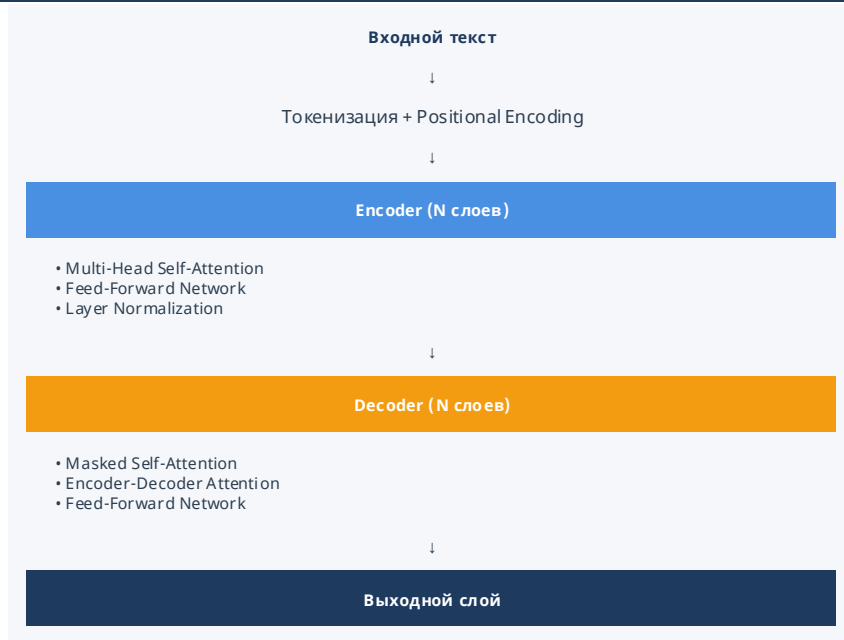 Входной текст
↓
Токенизация + Positional Encoding
↓
Encoder (N слоев)
• Multi-Head Self-Attention
• Feed-Forward Network
• Layer Normalization
↓
Decoder (N слоев)
• Masked Self-Attention
• Encoder-Decoder Attention
• Feed-Forward Network
↓
Выходной слой